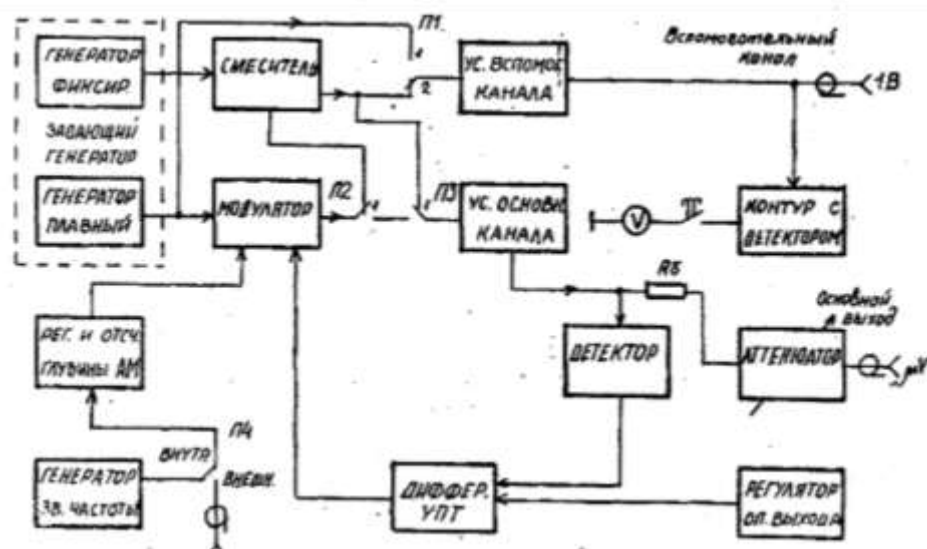 ГЕНЕРАТОР
ФИКСИР.
ЗАДАЮЩИЙ
ГЕНЕРАТОР
ГЕНЕРАТОР
ПЛАВНЫЙ
СМЕСИТЕЛЬ
МОДУЛЯТОР
П1
1
2
УС. ВСПОМОГ.
КАНАЛА
Вспомогательный
канал
1В
П2
1
1
П3
УС. ОСНОВН.
КАНАЛА
V
КОНТУР С
ДЕТЕКТОРОМ
Rб
Основной
выход
ДЕТЕКТОР
АТТЕНЮАТОР
μV
РЕГ. И ОТСЧ.
ГЛУБИНЫ АМ
П4
ВНУТР.
ВНЕШН.
ГЕНЕРАТОР
ЗВ. ЧАСТОТЫ
ДИФФЕР.
УПТ
РЕГУЛЯТОР
ОП. ВЫХОДА